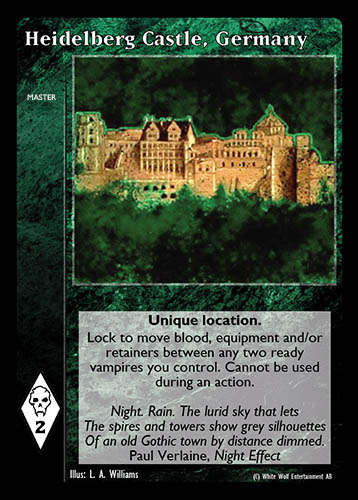 Heidelberg Castle, Germany
MASTER
Unique location.
Lock to move blood, equipment and/or
retainers between any two ready
vampires you control. Cannot be used
during an action.
Night. Rain. The lurid sky that lets
The spires and towers show grey silhouettes
Of an old Gothic town by distance dimmed.
Paul Verlaine, Night Effect
2
Illus: L. A. Williams
(C) White Wolf Entertainment AB